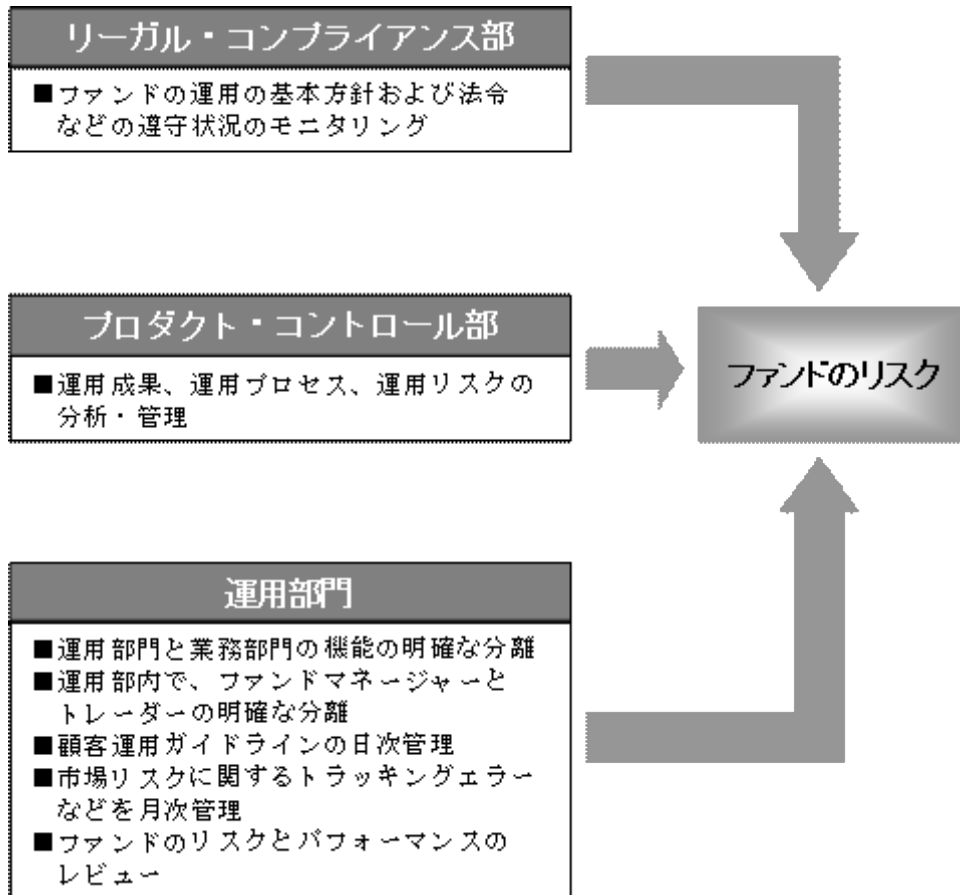 リーガル・コンプライアンス部
■ファンドの運用の基本方針および法令
などの遵守状況のモニタリング
プロダクト・コントロール部
■運用成果、運用プロセス、運用リスクの
分析・管理
ファンドのリスク
運用部門
■運用部門と業務部門の機能の明確な分離
■運用部内で、ファンドマネージャーと
トレーダーの明確な分離
■顧客運用ガイドラインの日次管理
■市場リスクに関するトラッキングエラー
などを月次管理
■ファンドのリスクとパフォーマンスの
レビュー